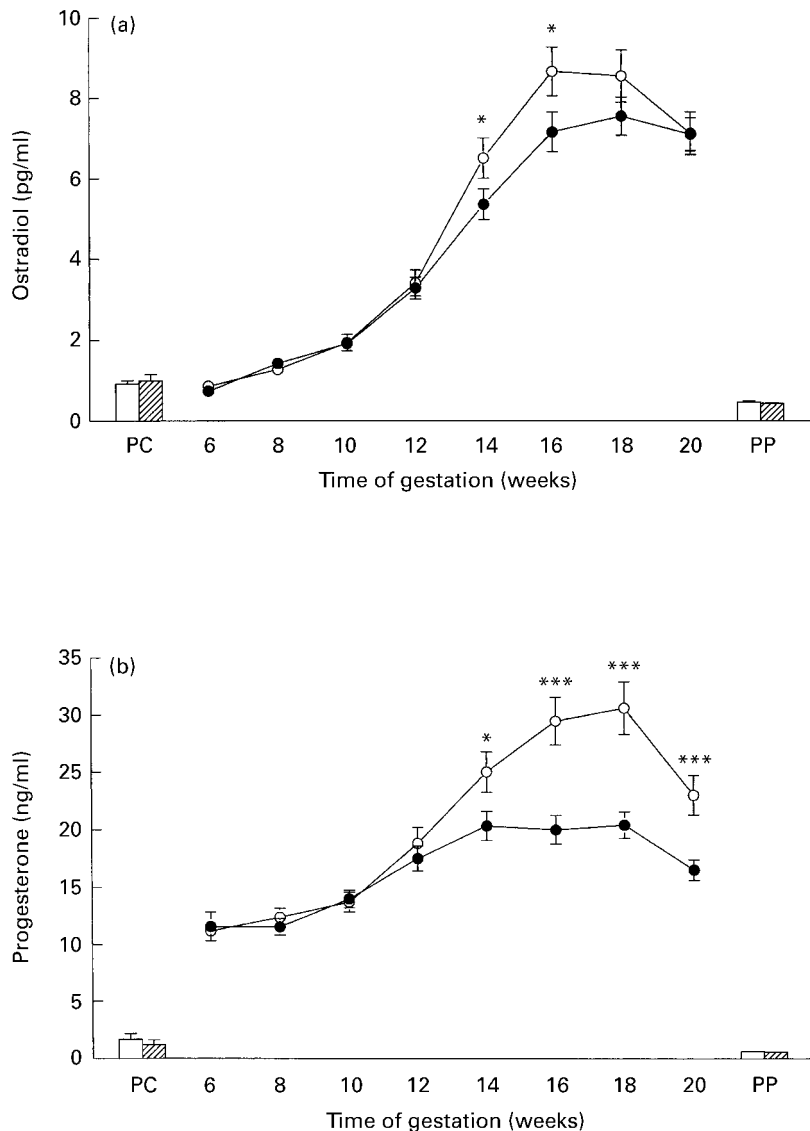 (a)
10
8
6
4
2
0
Ostradiol (pg/ml)
*
*
PC 6 8 10 12 14 16 18 20 PP
Time of gestation (weeks)
(b)
35
30
25
20
15
10
5
0
Progesterone (ng/ml)
*
***
***
***
PC 6 8 10 12 14 16 18 20 PP
Time of gestation (weeks)